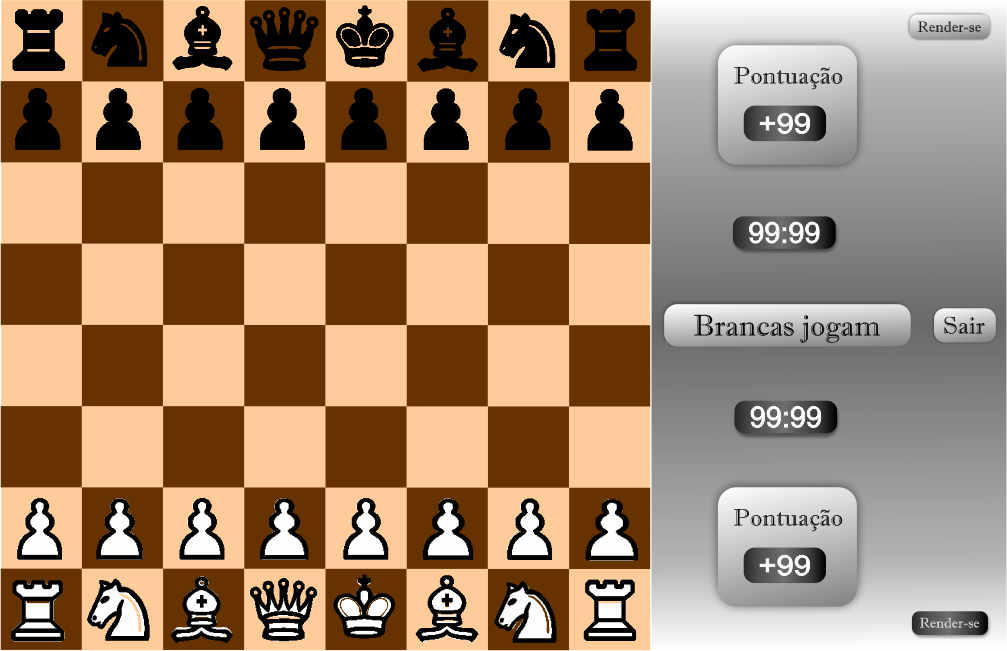 Render-se
Pontuação
+99
99:99
Brancas jogam
Sair
99:99
Pontuação
+99
Render-se